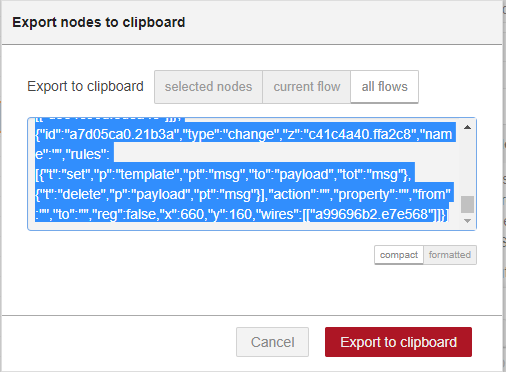 Export nodes to clipboard
Export to clipboard selected nodes current flow all flows
{"id":"a7d05ca0.21b3a","type":"change","z":"c41c4a40.ffa2c8","nam
e":"","rules":
[{"t":"set","p":"template","pt":"msg","to":"payload","tot":"msg"},
{"t":"delete","p":"payload","pt":"msg"}],"action":"","property":"","from"
:"","to":"","reg":false,"x":660,"y":160,"wires":[["a99696b2.e7e568"]]}]
compact formatted
Cancel Export to clipboard